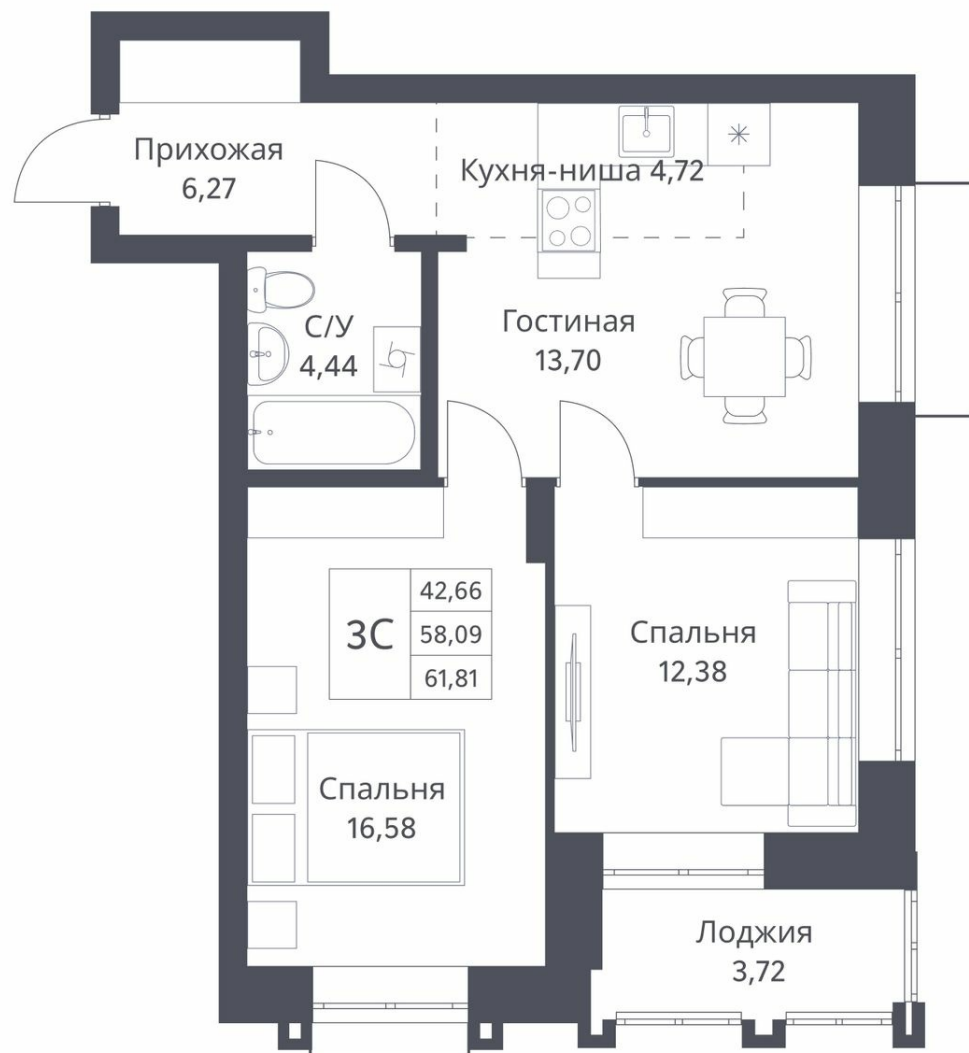 Прихожая
6,27
Кухня-ниша 4,72
С/У
4,44
Гостиная
13,70
3С
42,66
58,09
61,81
Спальня
12,38
Спальня
16,58
Лоджия
3,72